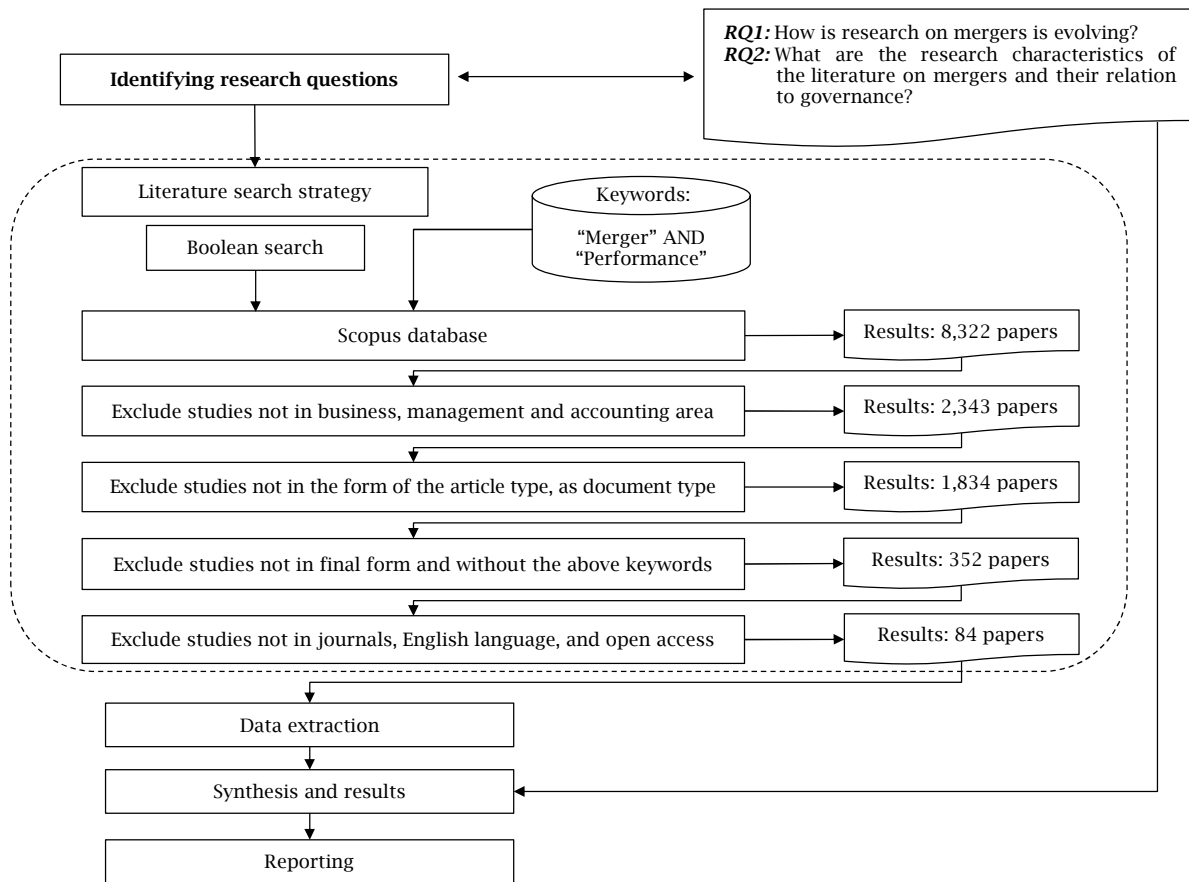 RQ1: How is research on mergers is evolving?
RQ2: What are the research characteristics of
the literature on mergers and their relation
to governance?
Identifying research questions
Literature search strategy
Keywords:
“Merger” AND
“Performance”
Boolean search
Scopus database
Results: 8,322 papers
Exclude studies not in business, management and accounting area
Results: 2,343 papers
Exclude studies not in the form of the article type, as document type
Results: 1,834 papers
Exclude studies not in final form and without the above keywords
Results: 352 papers
Exclude studies not in journals, English language, and open access
Results: 84 papers
Data extraction
Synthesis and results
Reporting